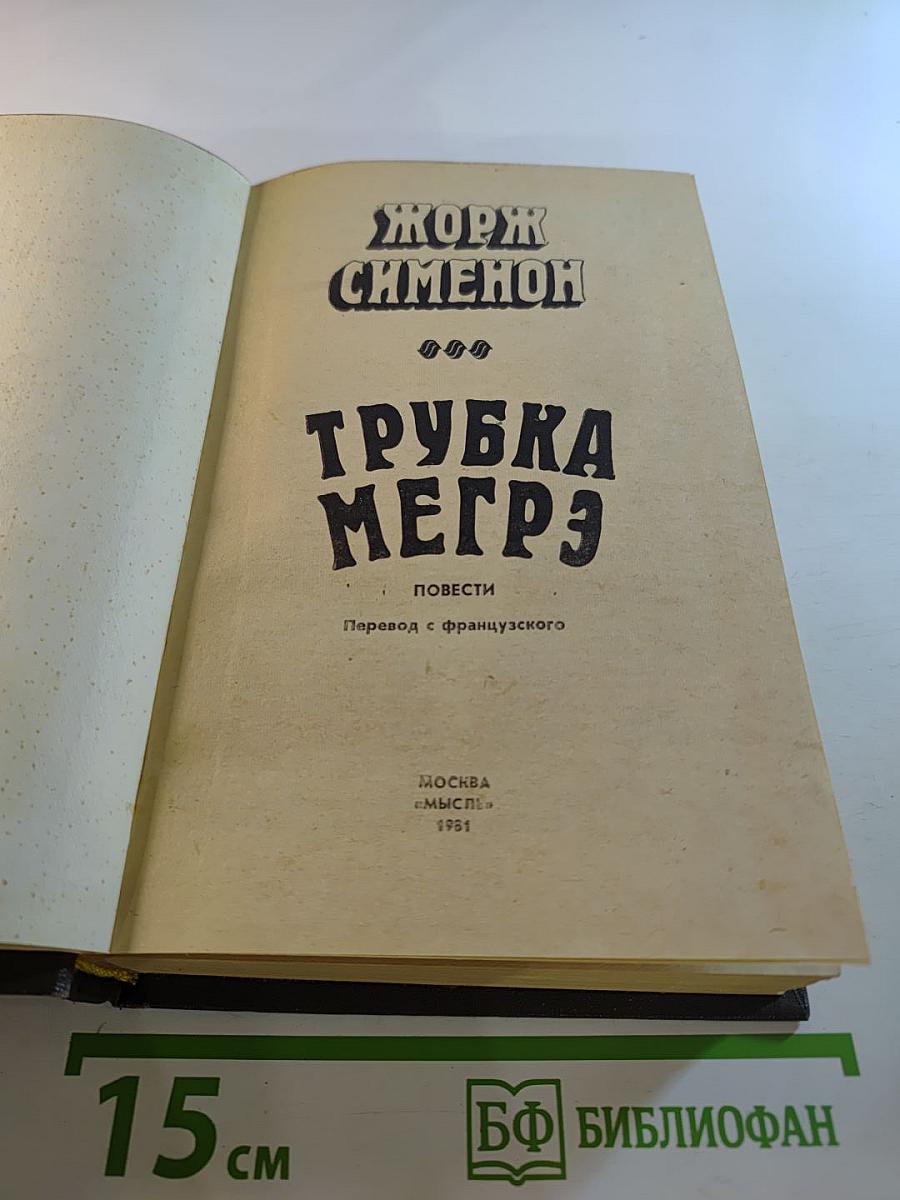 ЖОРЖ
СИМЕНОН
ТРУБКА
МЕГРЭ
ПОВЕСТИ
Перевод с французского
МОСКВА
«МЫСЛЬ»
1981
15 см
БФ БИБЛИОФАН